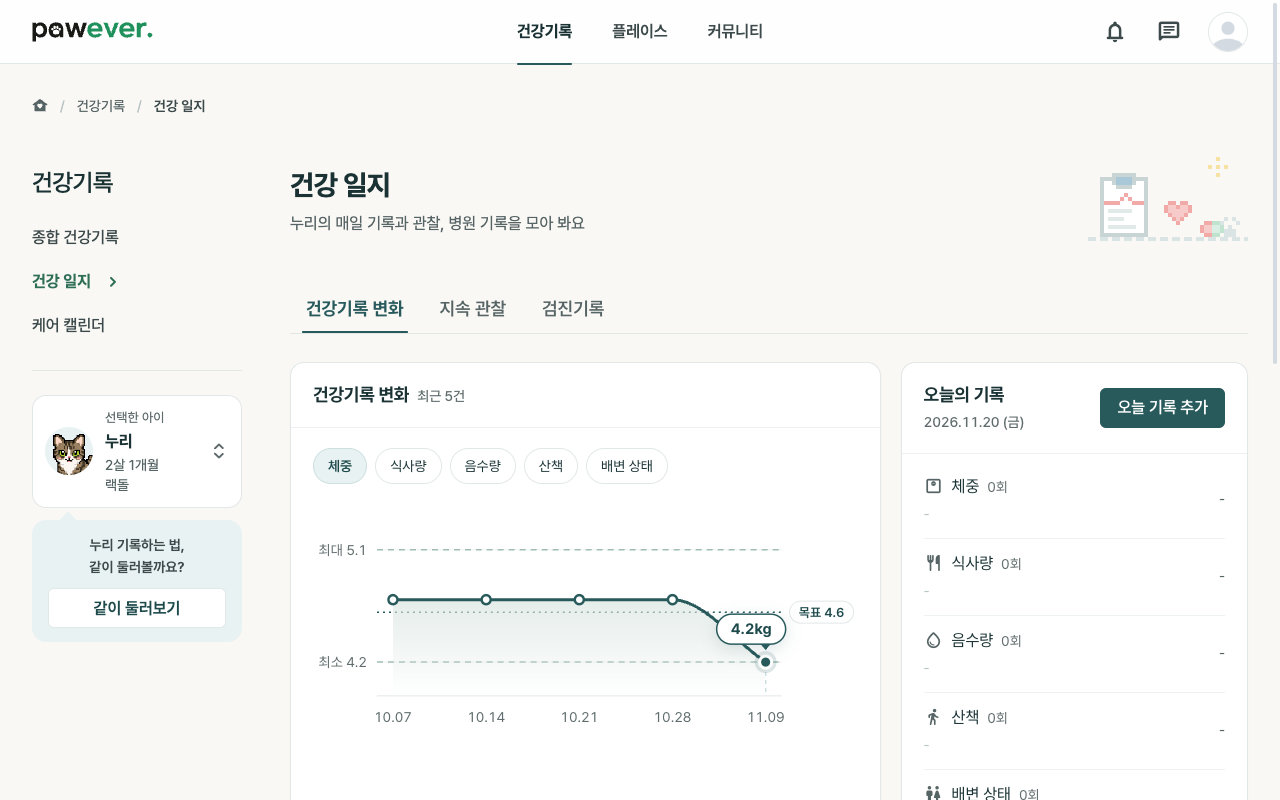 pawever.
건강기록
플레이스
커뮤니티
/ 건강기록 / 건강 일지
건강기록
종합 건강기록
건강 일지
케어 캘린더
선택한 아이
누리
2살 1개월
랙돌
누리 기록하는 법,
같이 둘러볼까요?
같이 둘러보기
건강 일지
누리의 매일 기록과 관찰, 병원 기록을 모아 봐요
건강기록 변화
지속 관찰
검진기록
건강기록 변화 최근 5건
체중
식사량
음수량
산책
배변 상태
최대 5.1
목표 4.6
4.2kg
최소 4.2
10.07
10.14
10.21
10.28
11.09
오늘의 기록
2026.11.20 (금)
오늘 기록 추가
체중 0회
-
-
식사량 0회
-
-
음수량 0회
-
-
산책 0회
-
-
배변 상태 0회